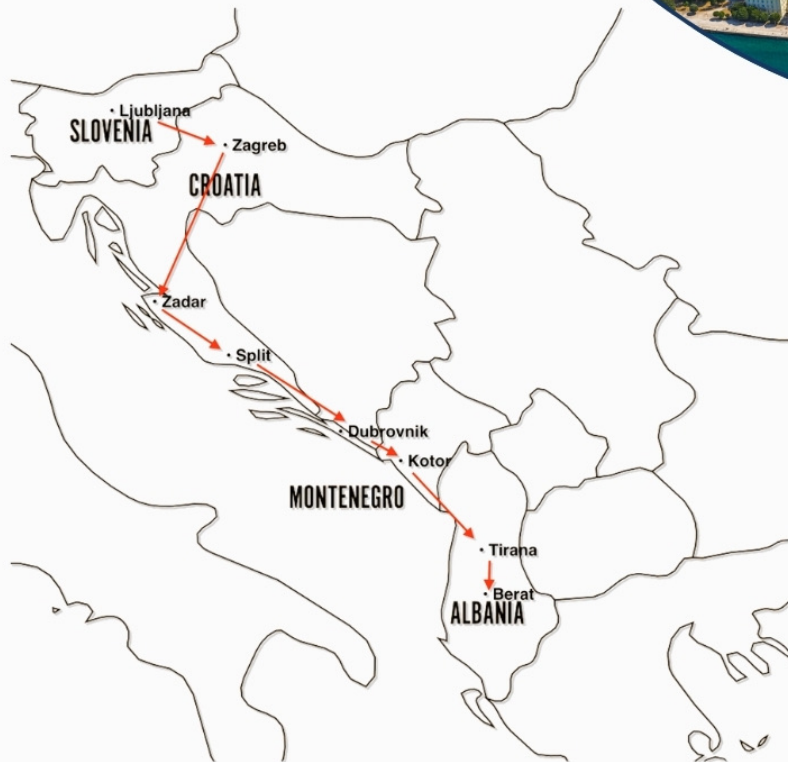 Ljubljana
SLOVENIA
Zagreb
CROATIA
Zadar
Split
Dubrovnik
Kotor
MONTENEGRO
Tirana
Berat
ALBANIA